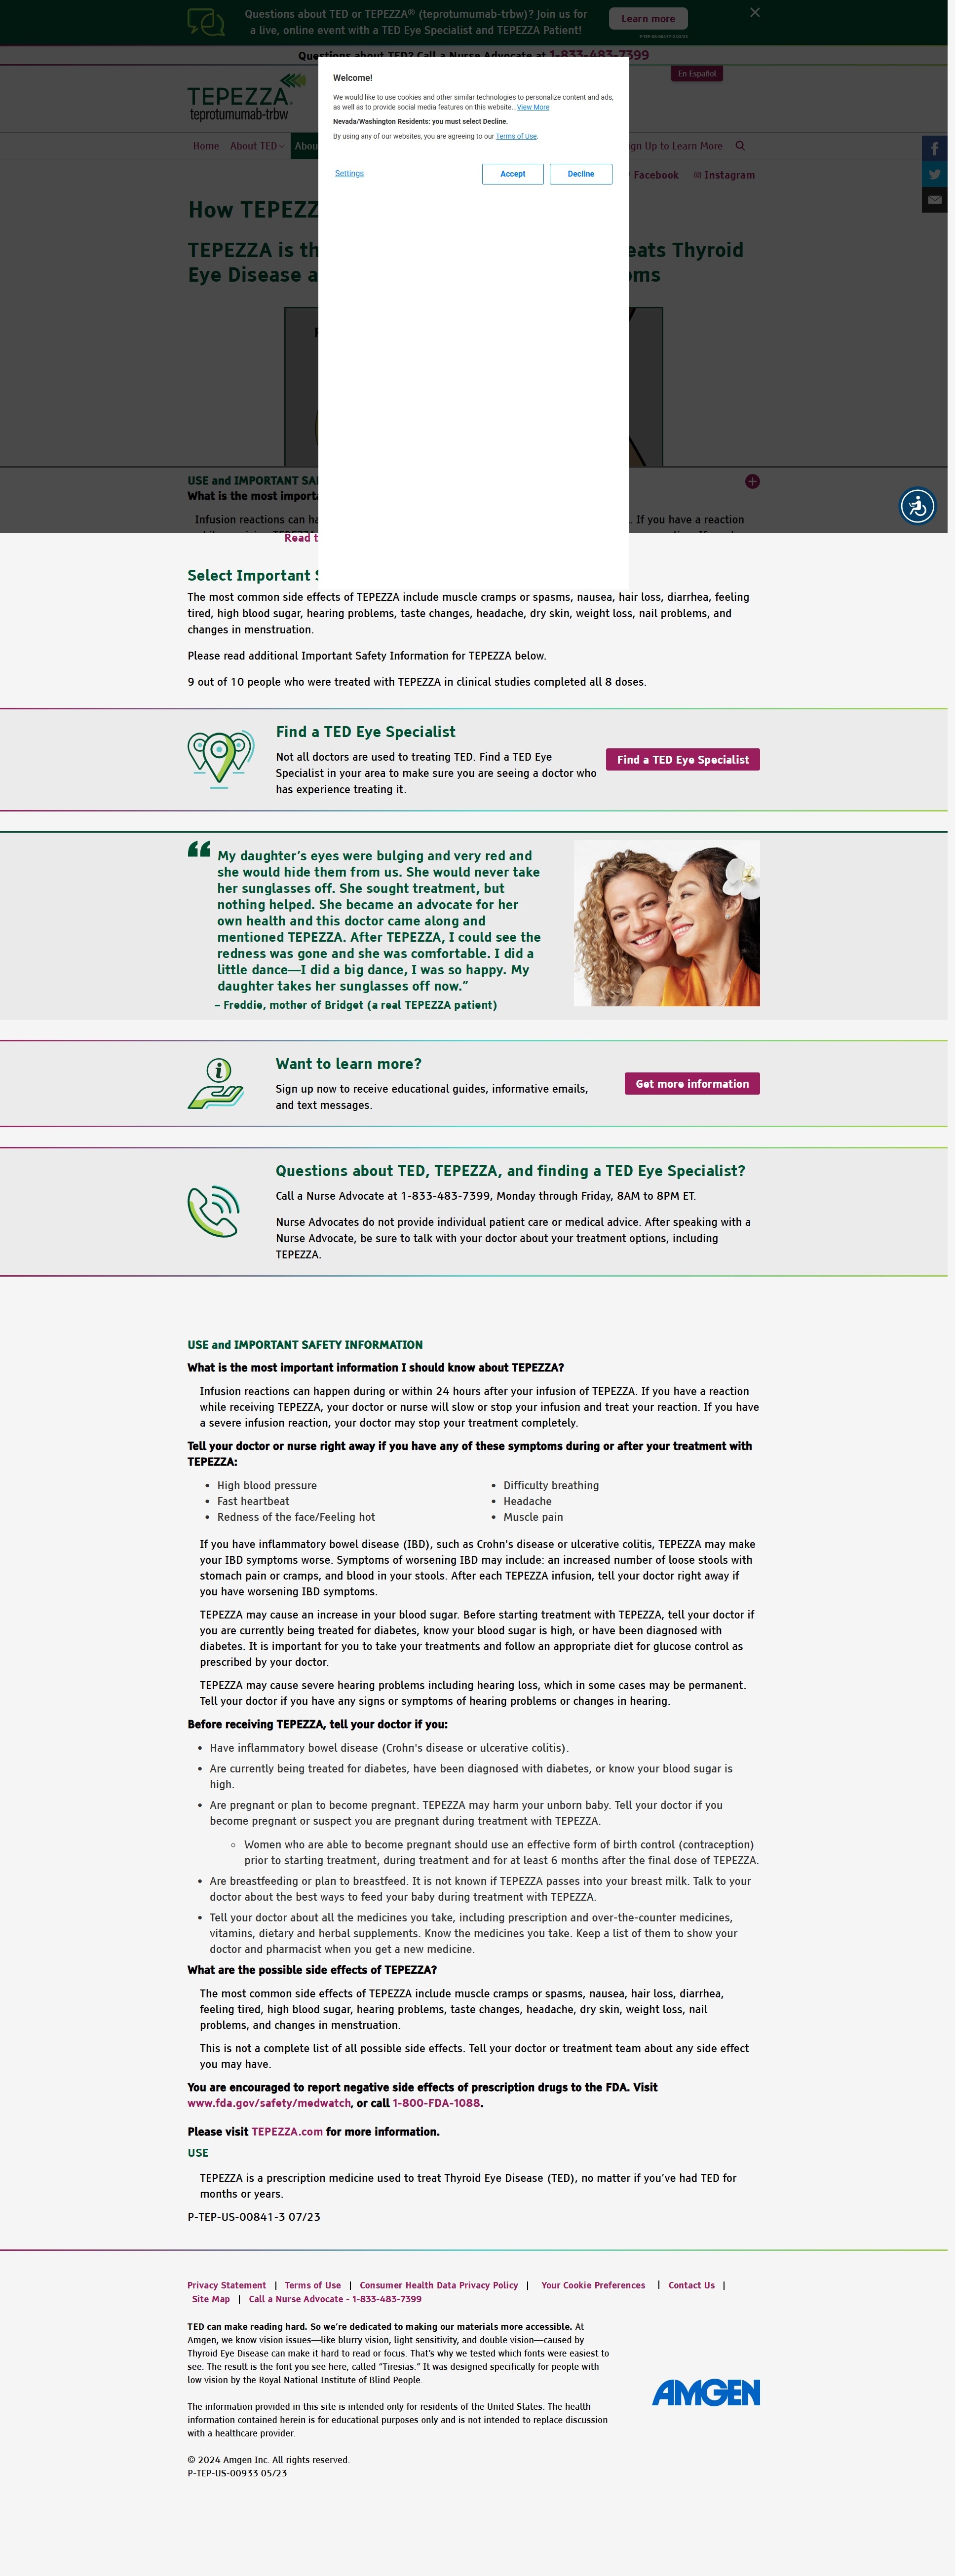 Questions about TED or TEPEZZA® (teprotumumab-trbw)? Join us for
a live, online event with a TED Eye Specialist and TEPEZZA Patient!
Learn more
Questions about TED? Call a Nurse Advocate at 1-833-483-7399
En Español
TEPEZZA®
teprotumumab-trbw
Home About TED Abou
gn Up to Learn More
Facebook Instagram
How TEPEZZ
TEPEZZA is th
eats Thyroid
Eye Disease a
oms
Welcome!
We would like to use cookies and other similar technologies to personalize content and ads,
as well as to provide social media features on this website...View More
Nevada/Washington Residents: you must select Decline.
By using any of our websites, you are agreeing to our Terms of Use.
Settings
Accept
Decline
USE and IMPORTANT SA
What is the most importa
Infusion reactions can ha
. If you have a reaction
Read t
Select Important S
The most common side effects of TEPEZZA include muscle cramps or spasms, nausea, hair loss, diarrhea, feeling
tired, high blood sugar, hearing problems, taste changes, headache, dry skin, weight loss, nail problems, and
changes in menstruation.
Please read additional Important Safety Information for TEPEZZA below.
9 out of 10 people who were treated with TEPEZZA in clinical studies completed all 8 doses.
Find a TED Eye Specialist
Not all doctors are used to treating TED. Find a TED Eye
Specialist in your area to make sure you are seeing a doctor who
has experience treating it.
Find a TED Eye Specialist
“ My daughter’s eyes were bulging and very red and
she would hide them from us. She would never take
her sunglasses off. She sought treatment, but
nothing helped. She became an advocate for her
own health and this doctor came along and
mentioned TEPEZZA. After TEPEZZA, I could see the
redness was gone and she was comfortable. I did a
little dance—I did a big dance, I was so happy. My
daughter takes her sunglasses off now.”
– Freddie, mother of Bridget (a real TEPEZZA patient)
Want to learn more?
Sign up now to receive educational guides, informative emails,
and text messages.
Get more information
Questions about TED, TEPEZZA, and finding a TED Eye Specialist?
Call a Nurse Advocate at 1-833-483-7399, Monday through Friday, 8AM to 8PM ET.
Nurse Advocates do not provide individual patient care or medical advice. After speaking with a
Nurse Advocate, be sure to talk with your doctor about your treatment options, including
TEPEZZA.
USE and IMPORTANT SAFETY INFORMATION
What is the most important information I should know about TEPEZZA?
Infusion reactions can happen during or within 24 hours after your infusion of TEPEZZA. If you have a reaction
while receiving TEPEZZA, your doctor or nurse will slow or stop your infusion and treat your reaction. If you have
a severe infusion reaction, your doctor may stop your treatment completely.
Tell your doctor or nurse right away if you have any of these symptoms during or after your treatment with
TEPEZZA:
• High blood pressure
• Fast heartbeat
• Redness of the face/Feeling hot
• Difficulty breathing
• Headache
• Muscle pain
If you have inflammatory bowel disease (IBD), such as Crohn's disease or ulcerative colitis, TEPEZZA may make
your IBD symptoms worse. Symptoms of worsening IBD may include: an increased number of loose stools with
stomach pain or cramps, and blood in your stools. After each TEPEZZA infusion, tell your doctor right away if
you have worsening IBD symptoms.
TEPEZZA may cause an increase in your blood sugar. Before starting treatment with TEPEZZA, tell your doctor if
you are currently being treated for diabetes, know your blood sugar is high, or have been diagnosed with
diabetes. It is important for you to take your treatments and follow an appropriate diet for glucose control as
prescribed by your doctor.
TEPEZZA may cause severe hearing problems including hearing loss, which in some cases may be permanent.
Tell your doctor if you have any signs or symptoms of hearing problems or changes in hearing.
Before receiving TEPEZZA, tell your doctor if you:
• Have inflammatory bowel disease (Crohn's disease or ulcerative colitis).
• Are currently being treated for diabetes, have been diagnosed with diabetes, or know your blood sugar is
high.
• Are pregnant or plan to become pregnant. TEPEZZA may harm your unborn baby. Tell your doctor if you
become pregnant or suspect you are pregnant during treatment with TEPEZZA.
○ Women who are able to become pregnant should use an effective form of birth control (contraception)
prior to starting treatment, during treatment and for at least 6 months after the final dose of TEPEZZA.
• Are breastfeeding or plan to breastfeed. It is not known if TEPEZZA passes into your breast milk. Talk to your
doctor about the best ways to feed your baby during treatment with TEPEZZA.
• Tell your doctor about all the medicines you take, including prescription and over-the-counter medicines,
vitamins, dietary and herbal supplements. Know the medicines you take. Keep a list of them to show your
doctor and pharmacist when you get a new medicine.
What are the possible side effects of TEPEZZA?
The most common side effects of TEPEZZA include muscle cramps or spasms, nausea, hair loss, diarrhea,
feeling tired, high blood sugar, hearing problems, taste changes, headache, dry skin, weight loss, nail
problems, and changes in menstruation.
This is not a complete list of all possible side effects. Tell your doctor or treatment team about any side effect
you may have.
You are encouraged to report negative side effects of prescription drugs to the FDA. Visit
www.fda.gov/safety/medwatch, or call 1-800-FDA-1088.
Please visit TEPEZZA.com for more information.
USE
TEPEZZA is a prescription medicine used to treat Thyroid Eye Disease (TED), no matter if you’ve had TED for
months or years.
P-TEP-US-00841-3 07/23
Privacy Statement | Terms of Use | Consumer Health Data Privacy Policy | Your Cookie Preferences | Contact Us |
Site Map | Call a Nurse Advocate - 1-833-483-7399
TED can make reading hard. So we’re dedicated to making our materials more accessible. At
Amgen, we know vision issues—like blurry vision, light sensitivity, and double vision—caused by
Thyroid Eye Disease can make it hard to read or focus. That’s why we tested which fonts were easiest to
see. The result is the font you see here, called “Tiresias.” It was designed specifically for people with
low vision by the Royal National Institute of Blind People.
AMGEN
The information provided in this site is intended only for residents of the United States. The health
information contained herein is for educational purposes only and is not intended to replace discussion
with a healthcare provider.
© 2024 Amgen Inc. All rights reserved.
P-TEP-US-00933 05/23